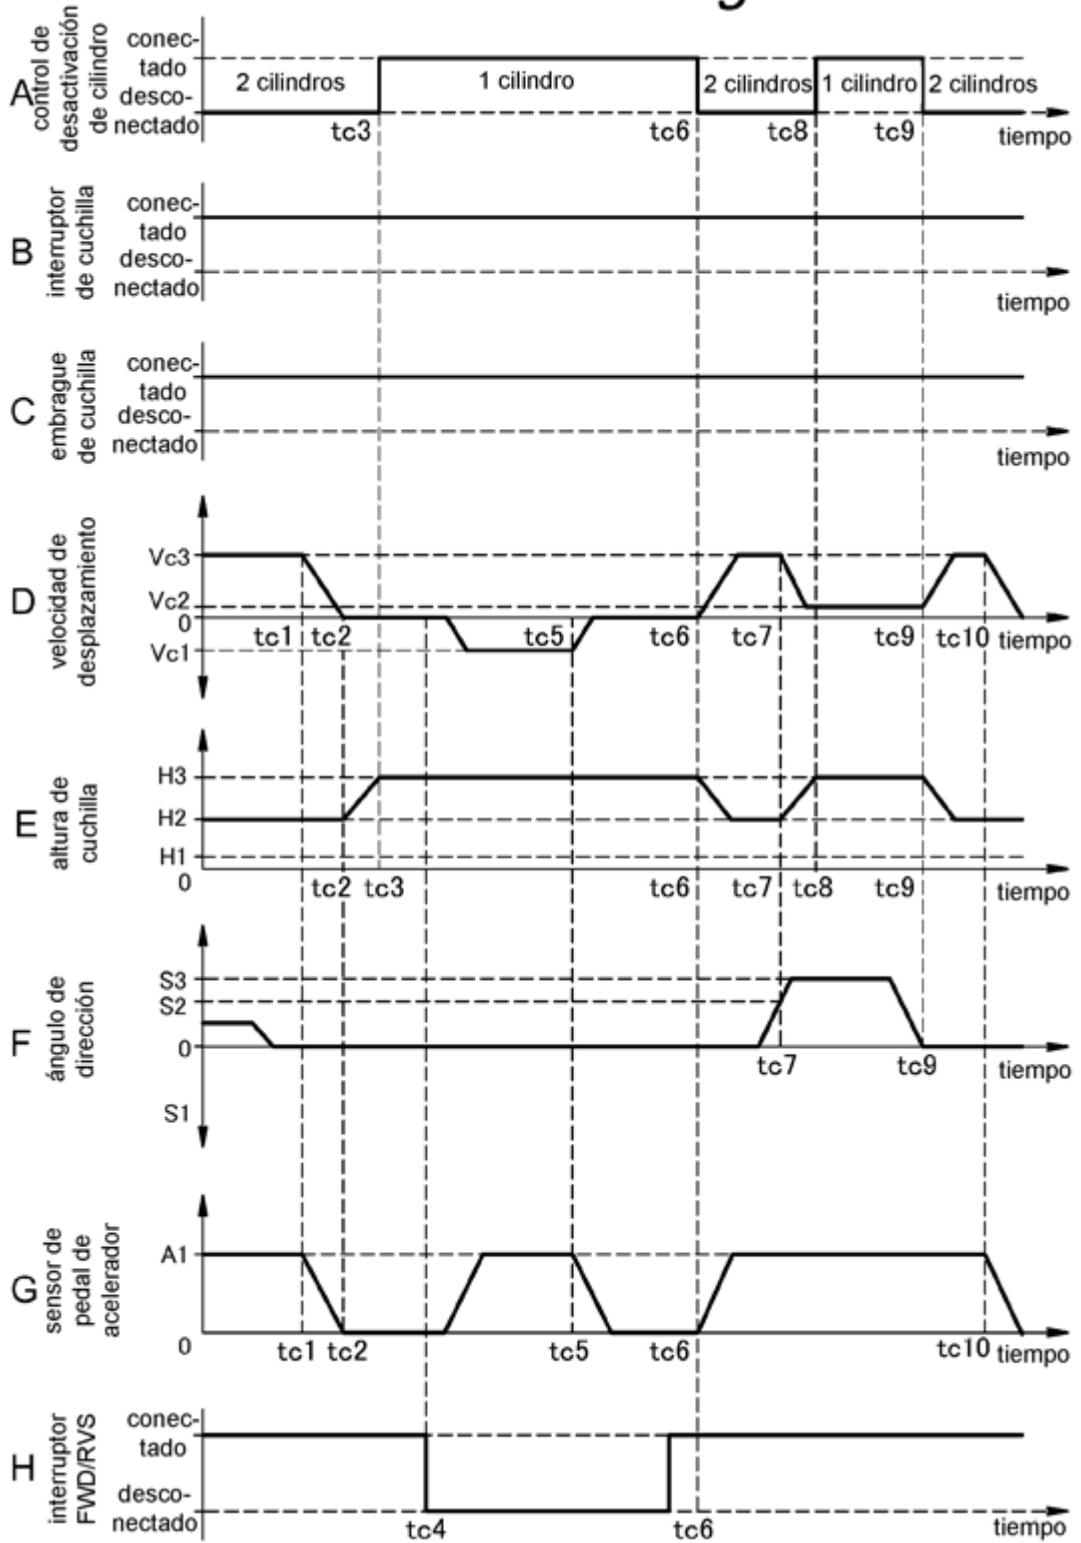 g
A
control de
desactivación
de cilindro
conec-
tado
desco-
nectado
2 cilindros
1 cilindro
2 cilindros
1 cilindro
2 cilindros
tc3
tc6
tc8
tc9
tiempo
B
interruptor
de cuchilla
conec-
tado
desco-
nectado
tiempo
C
embrague
de cuchilla
conec-
tado
desco-
nectado
tiempo
D
velocidad de
desplazamiento
Vc3
Vc2
0
Vc1
tc1
tc2
tc5
tc6
tc7
tc9
tc10
tiempo
E
altura de
cuchilla
H3
H2
H1
0
tc2
tc3
tc6
tc7
tc8
tc9
tiempo
F
ángulo de
dirección
S3
S2
0
S1
tc7
tc9
tiempo
G
sensor de
pedal de
acelerador
A1
0
tc1
tc2
tc5
tc6
tc10
tiempo
H
interruptor
FWD/RVS
conec-
tado
desco-
nectado
tc4
tc6
tiempo